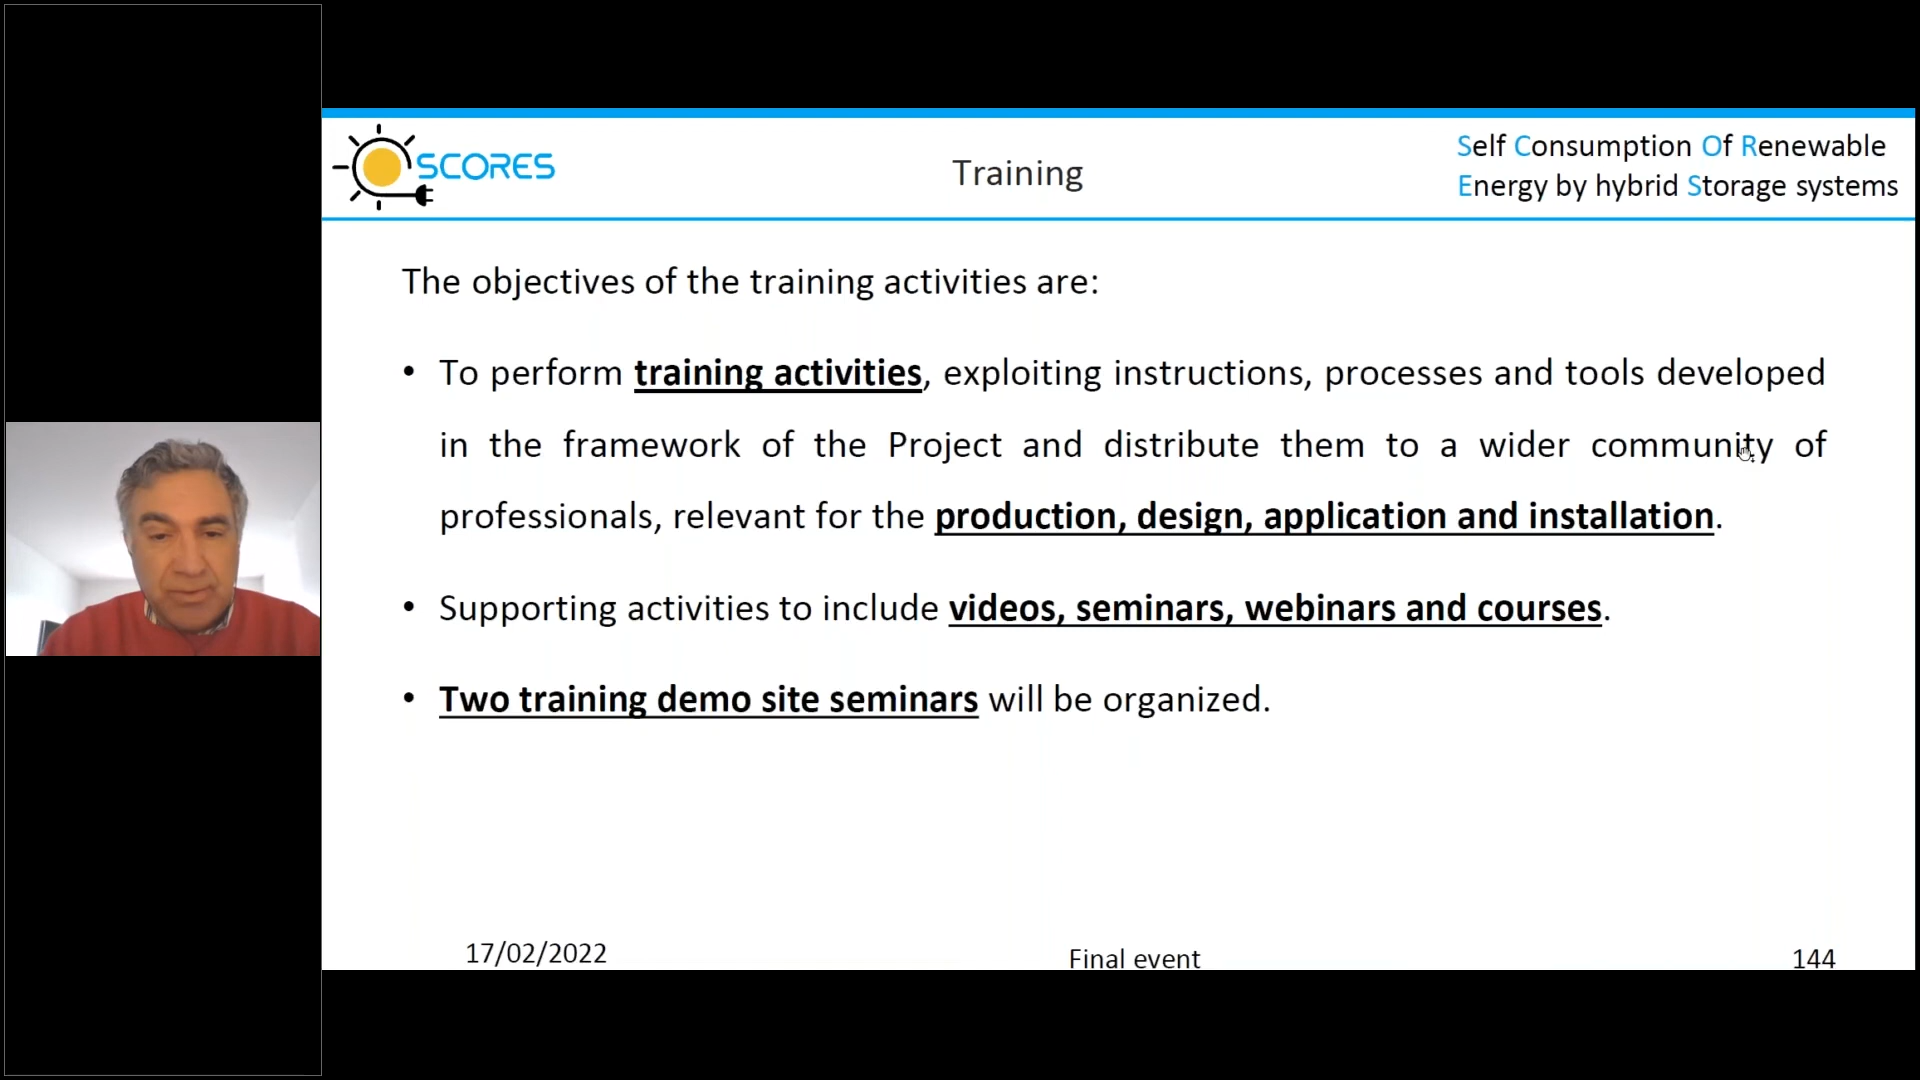 SCORES
Training
Self Consumption Of Renewable
Energy by hybrid Storage systems
The objectives of the training activities are:
• To perform training activities, exploiting instructions, processes and tools developed
in the framework of the Project and distribute them to a wider community of
professionals, relevant for the production, design, application and installation.
• Supporting activities to include videos, seminars, webinars and courses.
• Two training demo site seminars will be organized.
17/02/2022
Final event
144